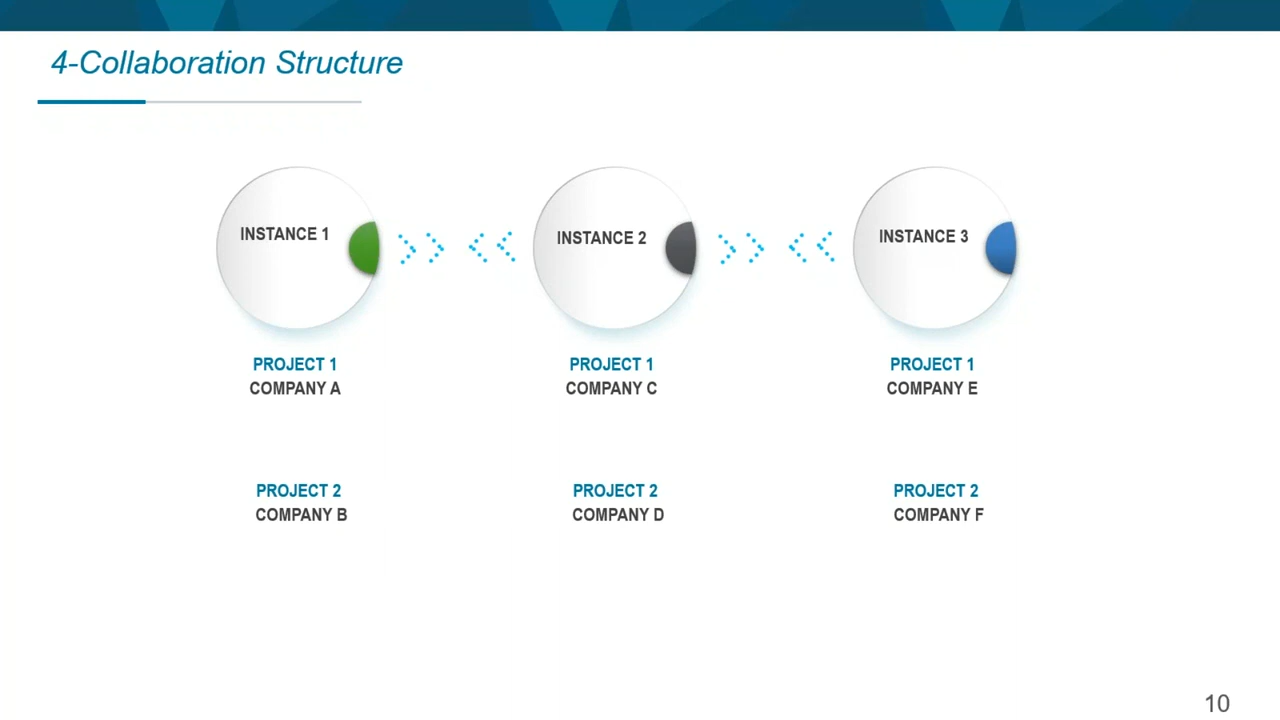 4-Collaboration Structure
INSTANCE 1
INSTANCE 2
INSTANCE 3
PROJECT 1
COMPANY A
PROJECT 1
COMPANY C
PROJECT 1
COMPANY E
PROJECT 2
COMPANY B
PROJECT 2
COMPANY D
PROJECT 2
COMPANY F
10